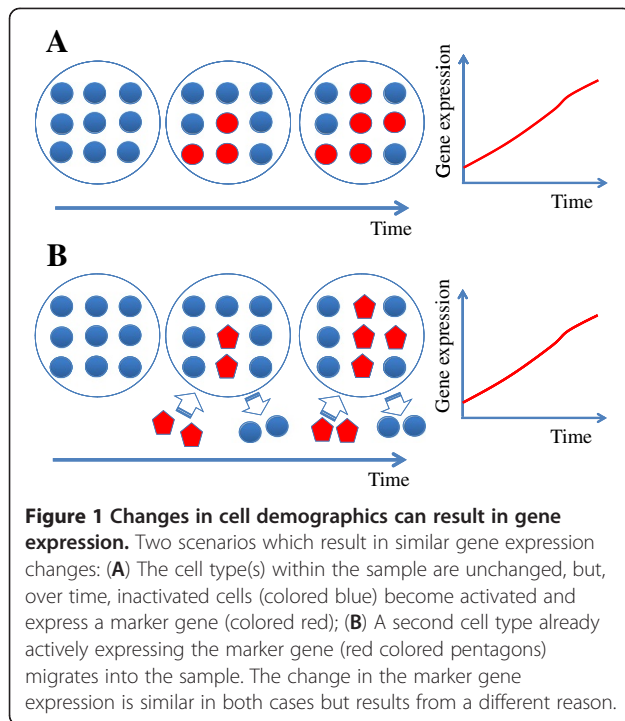 A
Gene expression
Time
Time
B
Gene expression
Time
Time
Figure 1 Changes in cell demographics can result in gene
expression. Two scenarios which result in similar gene expression
changes: (A) The cell type(s) within the sample are unchanged, but,
over time, inactivated cells (colored blue) become activated and
express a marker gene (colored red); (B) A second cell type already
actively expressing the marker gene (red colored pentagons)
migrates into the sample. The change in the marker gene
expression is similar in both cases but results from a different reason.